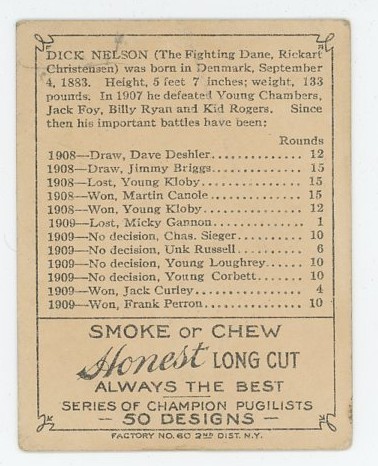 DICK NELSON (The Fighting Dane, Rickart
Christensen) was born in Denmark, September
4, 1883. Height, 5 feet 7 inches; weight, 133
pounds. In 1907 he defeated Young Chambers,
Jack Foy, Billy Ryan and Kid Rogers. Since
then his important battles have been:
Rounds
1908—Draw, Dave Deshler.............. 12
1908—Draw, Jimmy Briggs.............. 15
1908—Lost, Young Kloby............... 15
1908—Won, Martin Canole.............. 15
1908—Won, Young Kloby................ 12
1909—Lost, Micky Gannon.............. 1
1909—No decision, Chas. Sieger.......... 10
1909—No decision, Unk Russell.......... 6
1909—No decision, Young Loughrey...... 10
1909—No decision, Young Corbett....... 10
1909—Won, Jack Curley................. 4
1909—Won, Frank Perron............... 10
SMOKE or CHEW
Honest LONG CUT
ALWAYS THE BEST
SERIES OF CHAMPION PUGILISTS
— 50 DESIGNS —
FACTORY NO. 60 2ND DIST. N.Y.